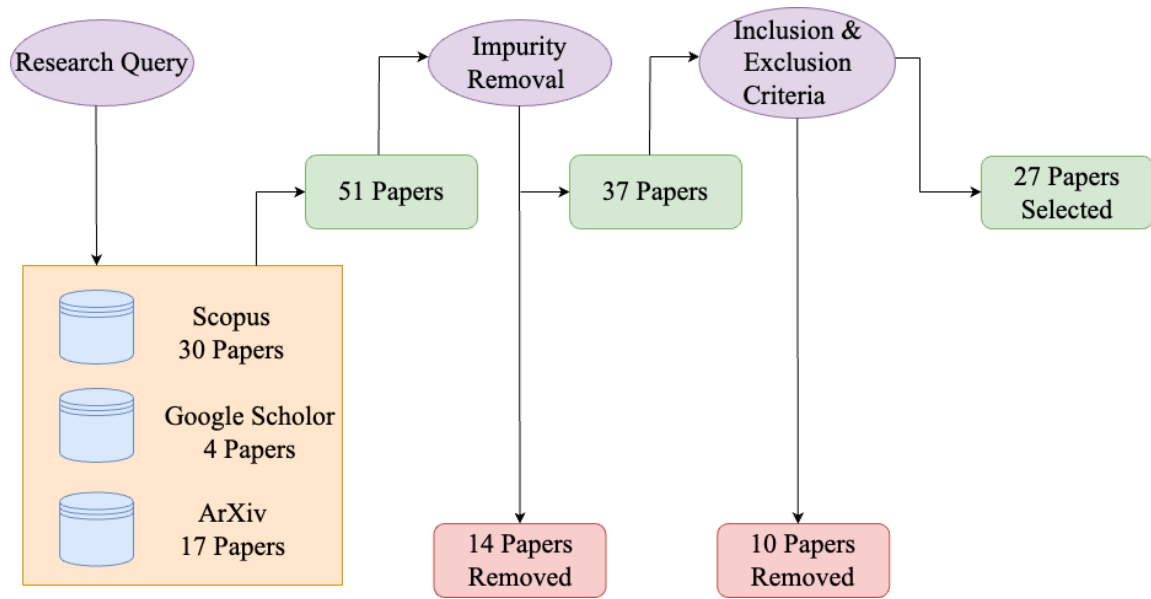 Research Query
Impurity
Removal
Inclusion &
Exclusion
Criteria
51 Papers
37 Papers
27 Papers
Selected
Scopus
30 Papers
Google Scholor
4 Papers
ArXiv
17 Papers
14 Papers
Removed
10 Papers
Removed